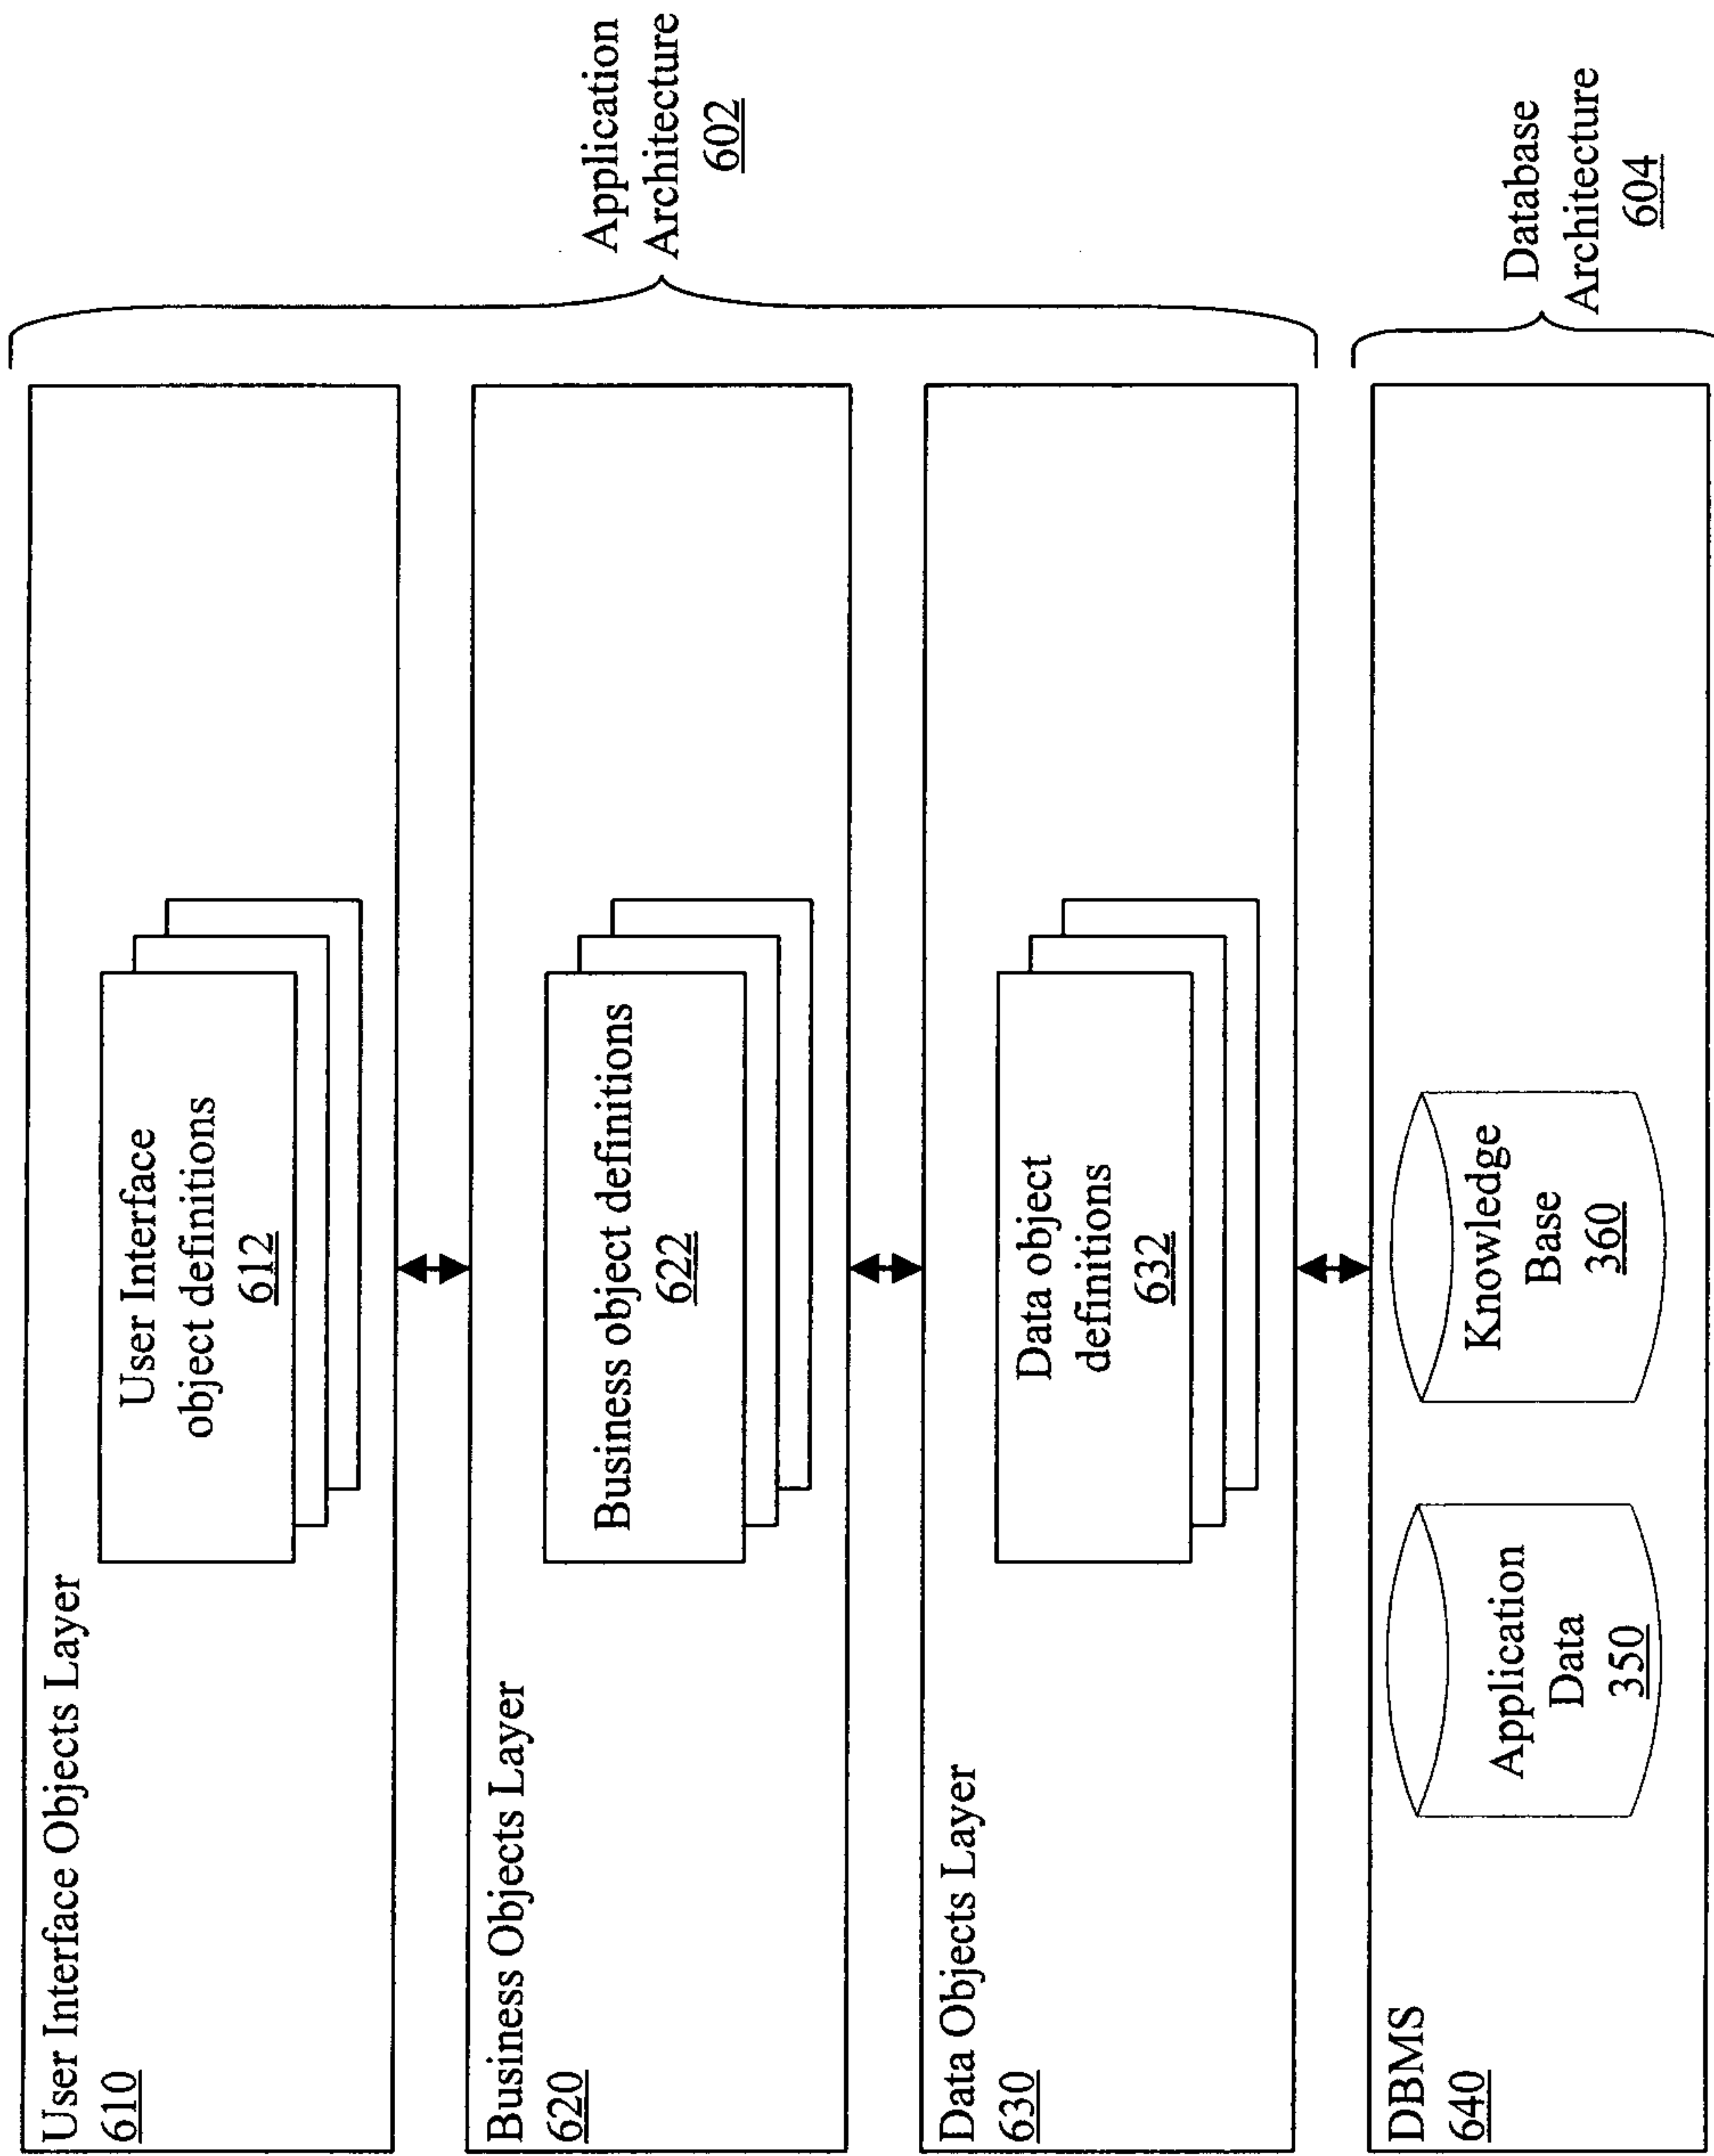 User Interface Objects Layer
610
User Interface
object definitions
612
Business Objects Layer
620
Business object definitions
622
Data Objects Layer
630
Data object
definitions
632
Application
Architecture
602
DBMS
640
Application
Data
350
Knowledge
Base
360
Database
Architecture
604